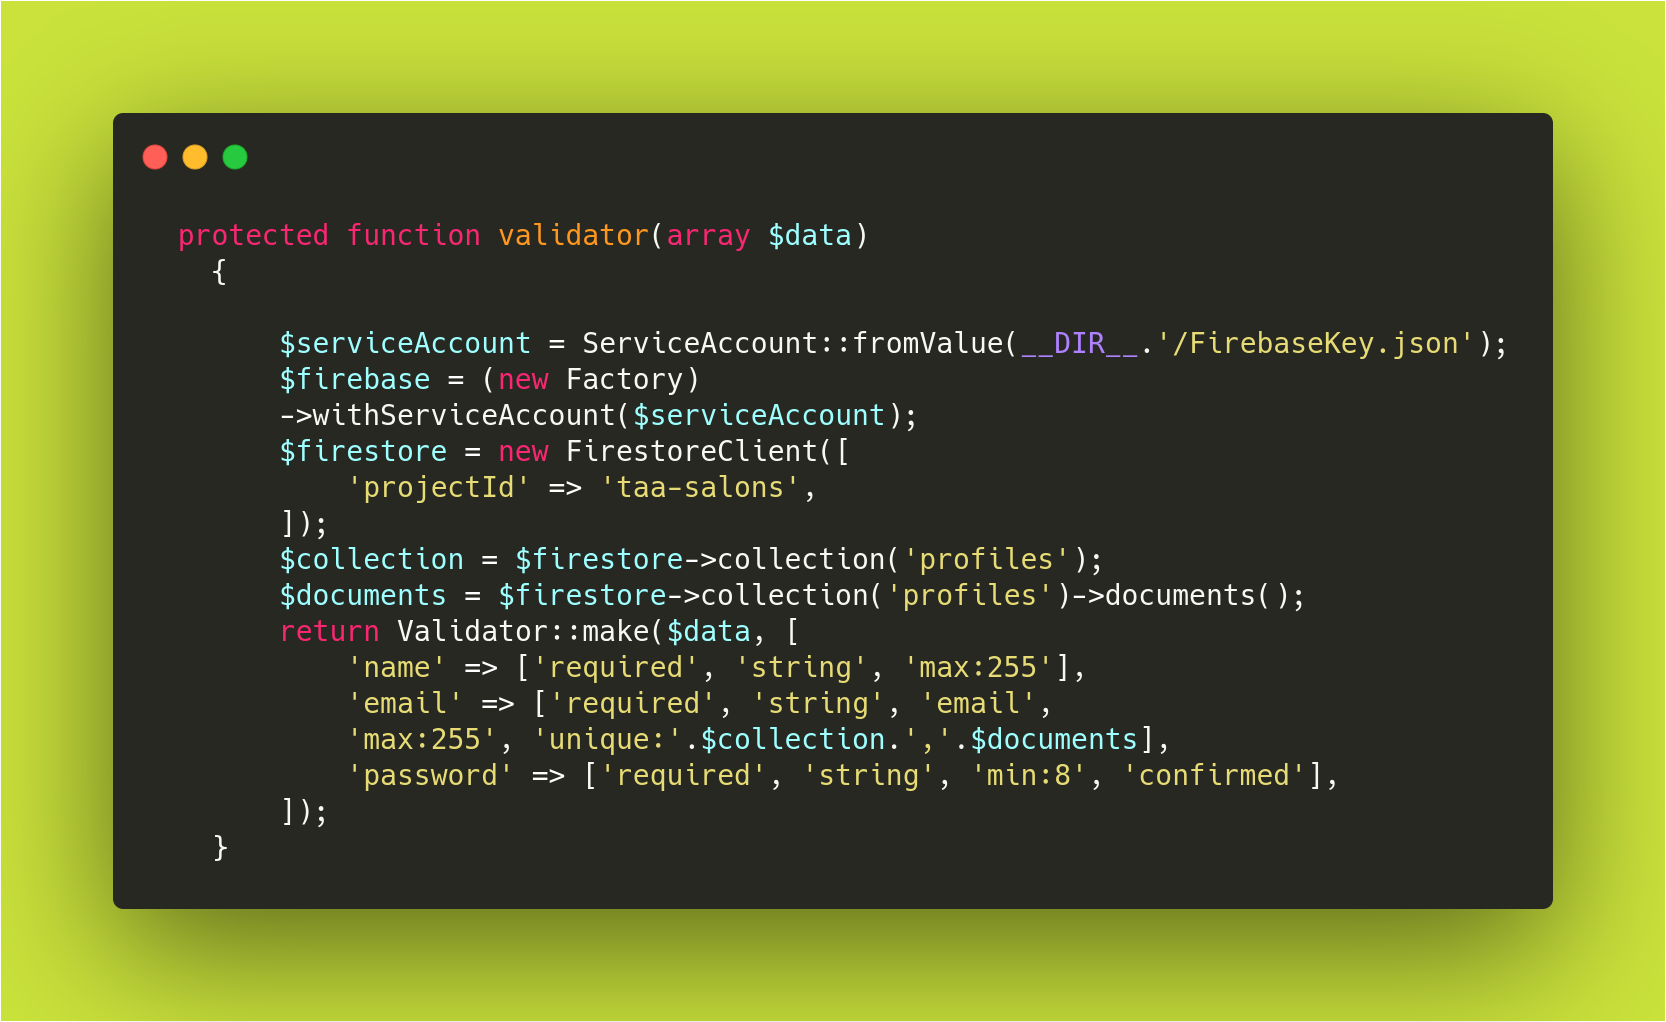 protected function validator(array $data)
{
$serviceAccount = ServiceAccount::fromValue(__DIR__.'/FirebaseKey.json');
$firebase = (new Factory)
->withServiceAccount($serviceAccount);
$firestore = new FirestoreClient([
'projectId' => 'taa-salons',
]);
$collection = $firestore->collection('profiles');
$documents = $firestore->collection('profiles')->documents();
return Validator::make($data, [
'name' => ['required', 'string', 'max:255'],
'email' => ['required', 'string', 'email',
'max:255', 'unique:'.$collection.','.$documents],
'password' => ['required', 'string', 'min:8', 'confirmed'],
]);
}